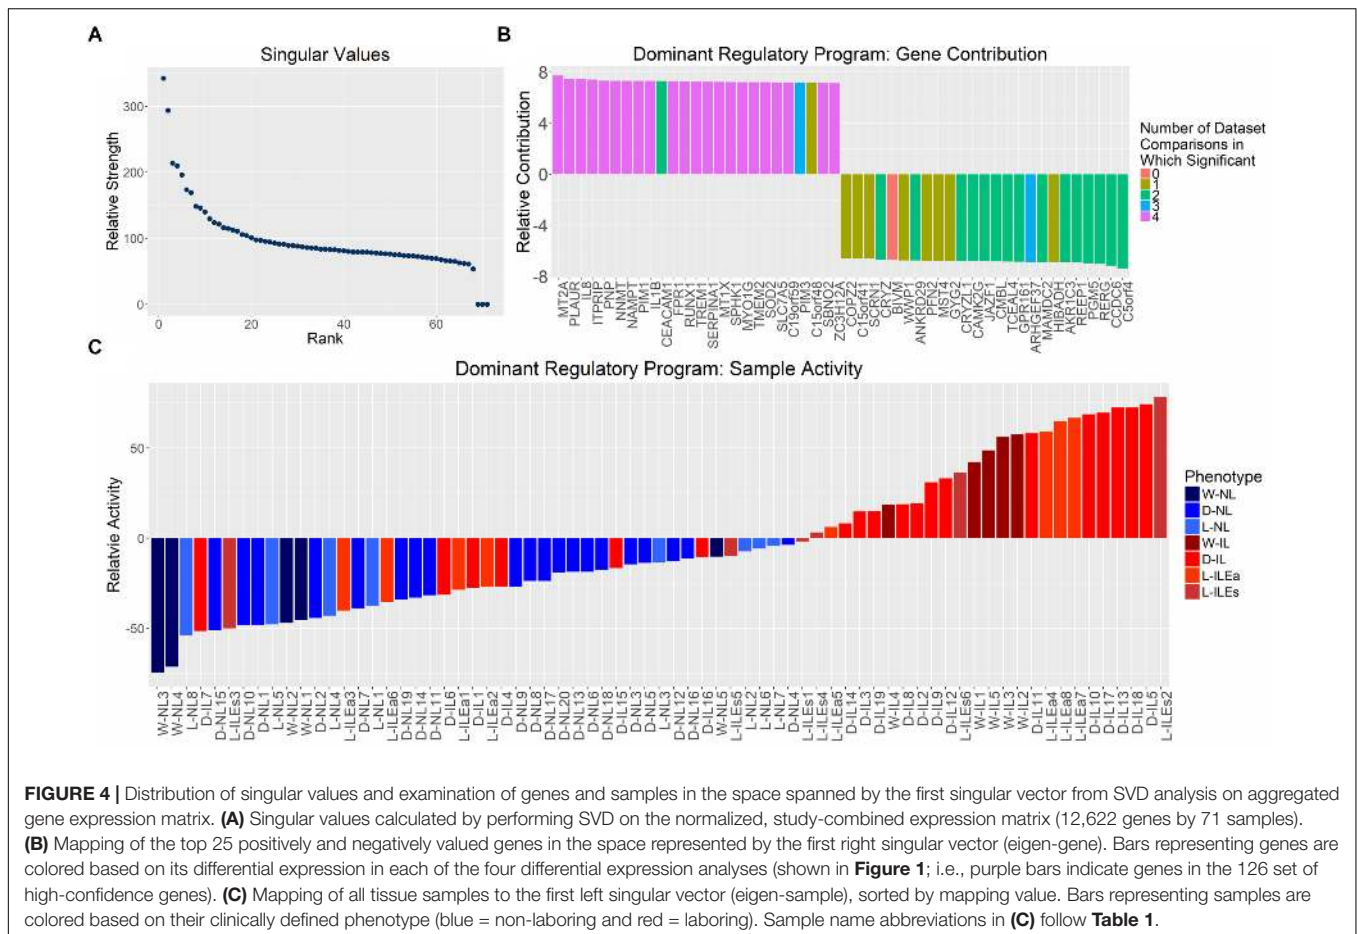 A
Singular Values
Relative Strength
300
200
100
0
0
20
40
60
Rank
B
Dominant Regulatory Program: Gene Contribution
Relative Contribution
8
4
0
-4
-8
MT2A
PLAUR
IL8
ITPRIP
PNP
NNMT
NAMPT
PIM1
IL1B
CEACAM1
FPR1
RUNX1
TREM1
SERPINA1
MT1X
SPHK1
MYO1G
TMEM2
SOD2
SLC7A5
C19orf59
PIM3
C15orf48
SBNO2
ZC3H12A
COPZ2
C15orf41
SCRN1
CRYZ
BIVM
WWP1
ANKRD29
PFN2
MST4
GYG2
CRYZL1
CAMK2G
JAZF1
CMBL
TCEAL4
GPR161
ARHGEF37
MAMDC2
HIBADH
AKR1C3
REEP1
PGM5
RERG
CCDC6
C5orf4
Number of Dataset
Comparisons in
Which Significant
0
1
2
3
4
C
Dominant Regulatory Program: Sample Activity
Relatvie Activity
50
0
-50
W-NL3
W-NL4
L-NL8
D-IL7
D-NL15
L-ILEs3
D-NL10
D-NL1
L-NL5
W-NL2
W-NL1
D-NL2
L-NL4
L-ILEa3
D-NL7
L-NL1
L-ILEa6
D-NL19
D-NL14
D-NL11
D-IL6
L-ILEa1
D-IL1
L-ILEa2
D-IL4
D-NL9
D-NL8
D-NL17
D-NL20
D-NL13
D-NL6
D-NL18
D-IL15
D-NL3
D-NL5
L-NL3
D-NL12
D-NL16
D-IL16
W-NL5
L-ILEs5
L-NL2
L-NL6
L-NL7
D-NL4
L-ILEs1
L-ILEs4
L-ILEa5
D-IL14
D-IL3
D-IL19
W-IL4
D-IL8
D-IL2
D-IL9
D-IL12
L-ILEs6
W-IL1
W-IL5
W-IL3
W-IL2
D-IL11
L-ILEa4
L-ILEa8
L-ILEa7
D-IL10
D-IL17
D-IL13
D-IL18
D-IL5
L-ILEs2
Phenotype
W-NL
D-NL
L-NL
W-IL
D-IL
L-ILEa
L-ILEs
FIGURE 4 | Distribution of singular values and examination of genes and samples in the space spanned by the first singular vector from SVD analysis on aggregated
gene expression matrix. (A) Singular values calculated by performing SVD on the normalized, study-combined expression matrix (12,622 genes by 71 samples).
(B) Mapping of the top 25 positively and negatively valued genes in the space represented by the first right singular vector (eigen-gene). Bars representing genes are
colored based on its differential expression in each of the four differential expression analyses (shown in Figure 1; i.e., purple bars indicate genes in the 126 set of
high-confidence genes). (C) Mapping of all tissue samples to the first left singular vector (eigen-sample), sorted by mapping value. Bars representing samples are
colored based on their clinically defined phenotype (blue = non-laboring and red = laboring). Sample name abbreviations in (C) follow Table 1.